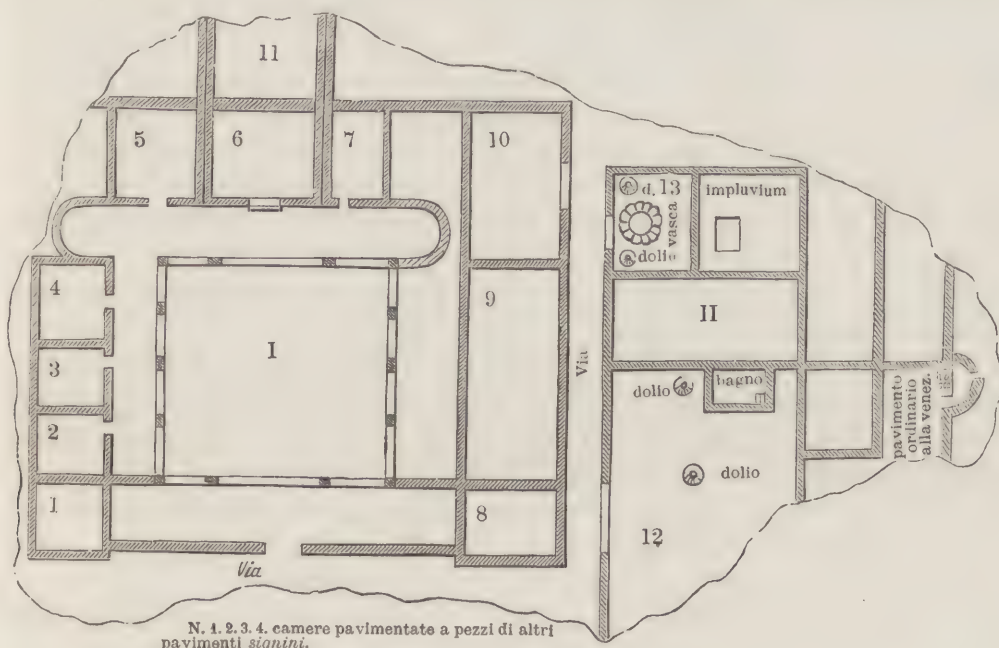 11
5
6
7
10
d. 13
vasca
dolio
impluvium
4
3
2
1
I
9
8
Via
II
dolio
bagno
dolio
12
pavimento
ordinario
alla venez.
Via
N. 1. 2. 3. 4. camere pavimentate a pezzi di altri
pavimenti signini.